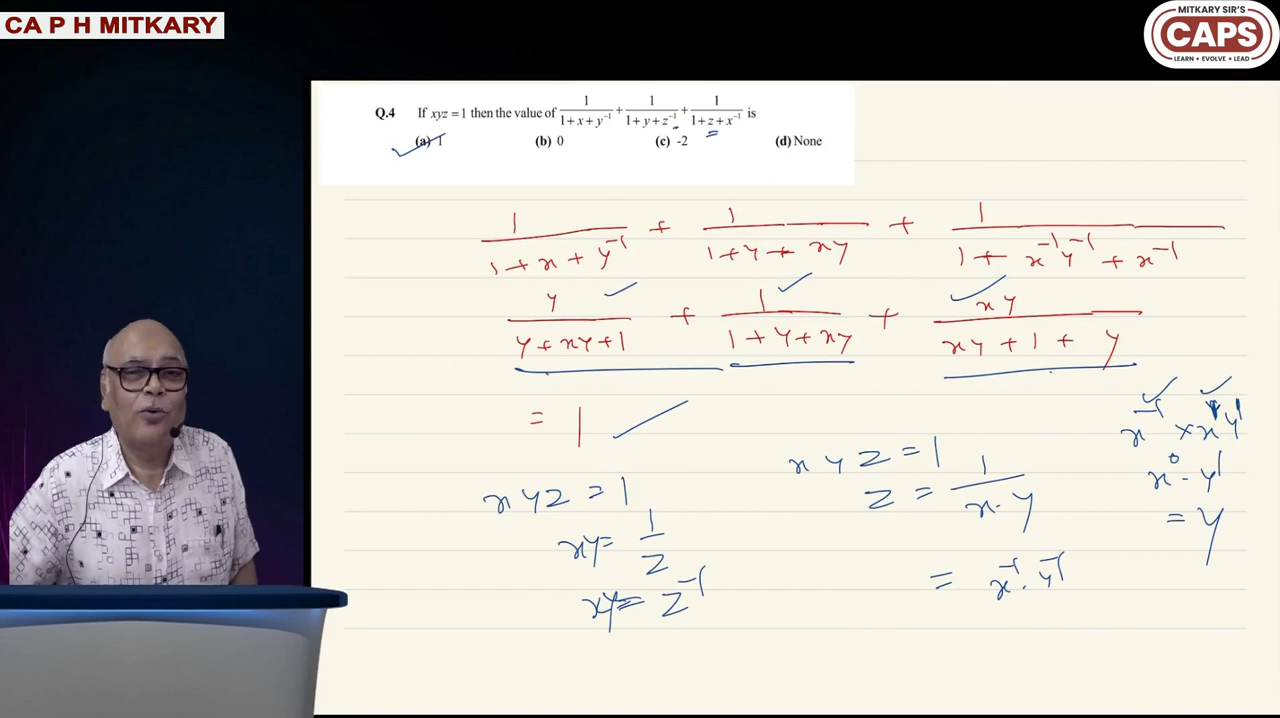 CA P H MITKARY
MITKARY SIR'S
CAPS
LEARN • EVOLVE • LEAD
Q.4 If xyz = 1 then the value of 1/(1+x+y⁻¹) + 1/(1+y+z⁻¹) + 1/(1+z+x⁻¹) is
(a) 1 (b) 0 (c) -2 (d) None
1/(1+x+y⁻¹) + 1/(1+y+xy) + 1/(1+x⁻¹y⁻¹+x⁻¹)
y/(y+xy+1) + 1/(1+y+xy) + xy/(xy+1+y)
= 1
xyz = 1
xy = 1/z
xy = z⁻¹
xyz = 1
z = 1/(x·y)
= x⁻¹·y⁻¹
x⁻¹ × x¹y¹
x⁰·y¹
= y